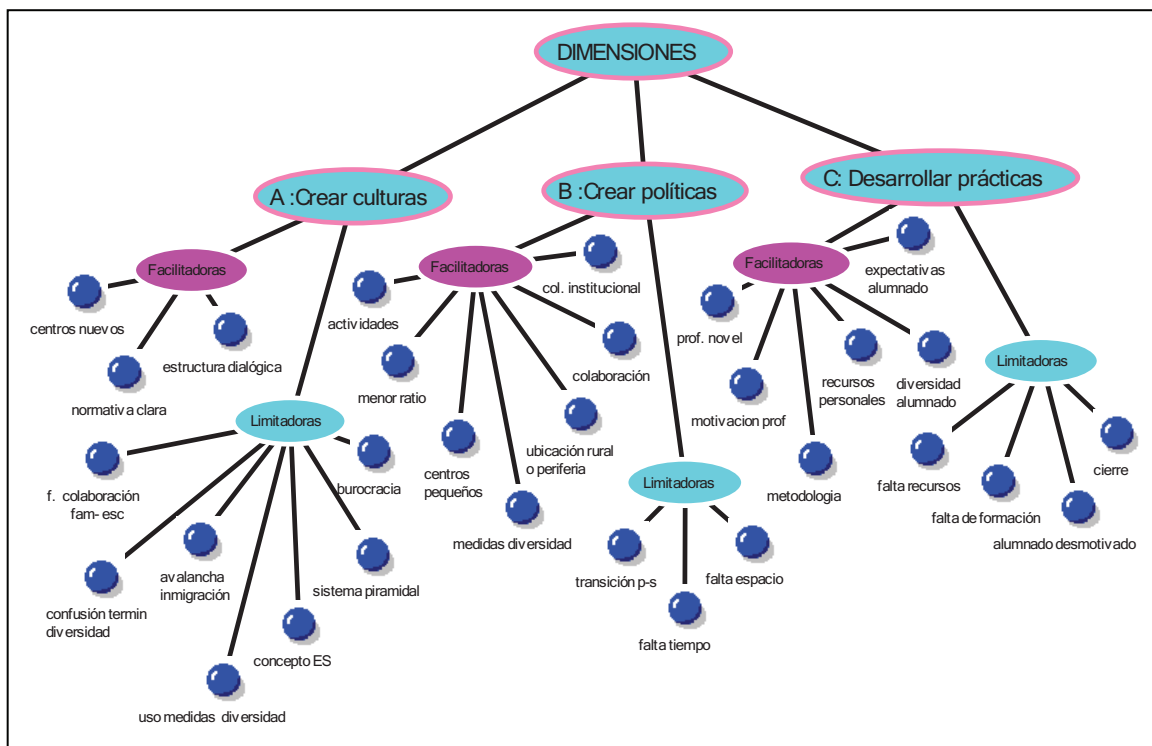 DIMENSIONES
A :Crear culturas
B :Crear políticas
C: Desarrollar prácticas
Facilitadoras
centros nuevos
normativa clara
estructura dialógica
Limitadoras
f. colaboración
fam- esc
confusión termin
diversidad
avalancha
inmigración
uso medidas diversidad
concepto ES
sistema piramidal
burocracia
Facilitadoras
actividades
menor ratio
centros
pequeños
medidas diversidad
ubicación rural
o periferia
colaboración
col. institucional
Limitadoras
transición p-s
falta tiempo
falta espacio
Facilitadoras
prof. novel
motivacion prof
metodologia
recursos
personales
diversidad
alumnado
expectativas
alumnado
Limitadoras
falta recursos
falta de formación
alumnado desmotivado
cierre